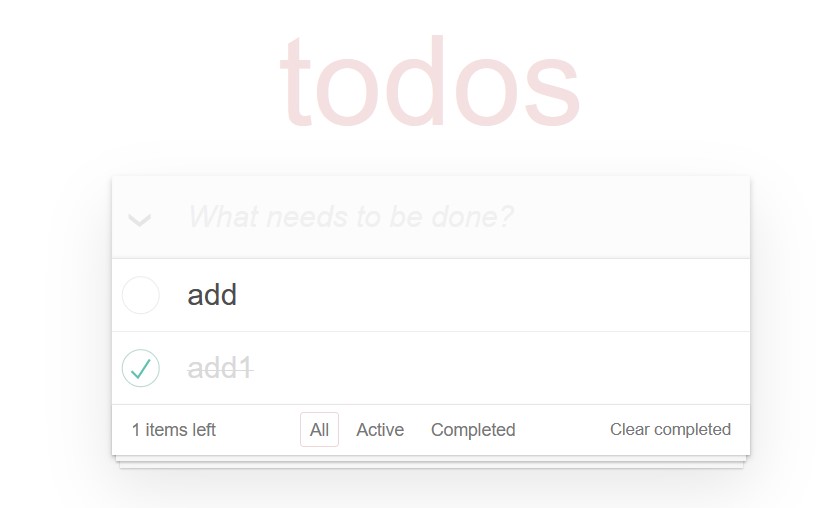 todos
What needs to be done?
add
add1
1 items left All Active Completed Clear completed